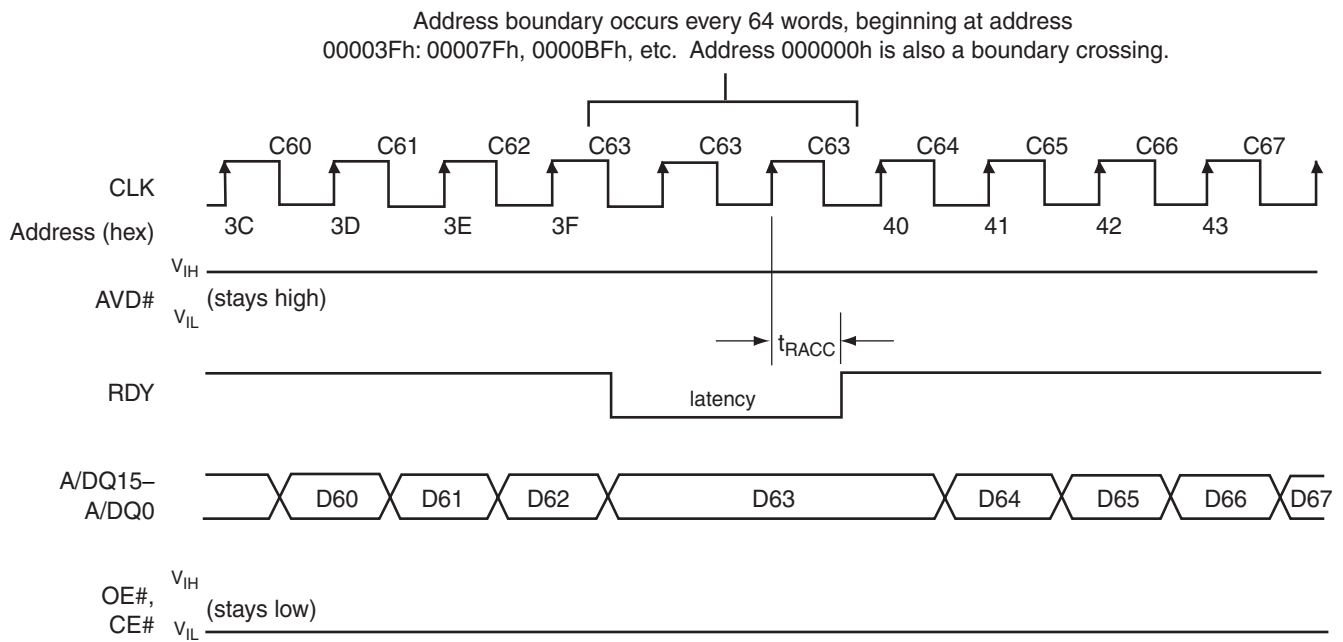 Address boundary occurs every 64 words, beginning at address
00003Fh: 00007Fh, 0000BFh, etc. Address 000000h is also a boundary crossing.
C60 C61 C62 C63 C63 C63 C64 C65 C66 C67
CLK
Address (hex) 3C 3D 3E 3F 40 41 42 43
VIH
AVD# (stays high)
VIL
tRACC
RDY
latency
A/DQ15–
A/DQ0
D60 D61 D62 D63 D64 D65 D66 D67
VIH
OE#,
(stays low)
CE#
VIL